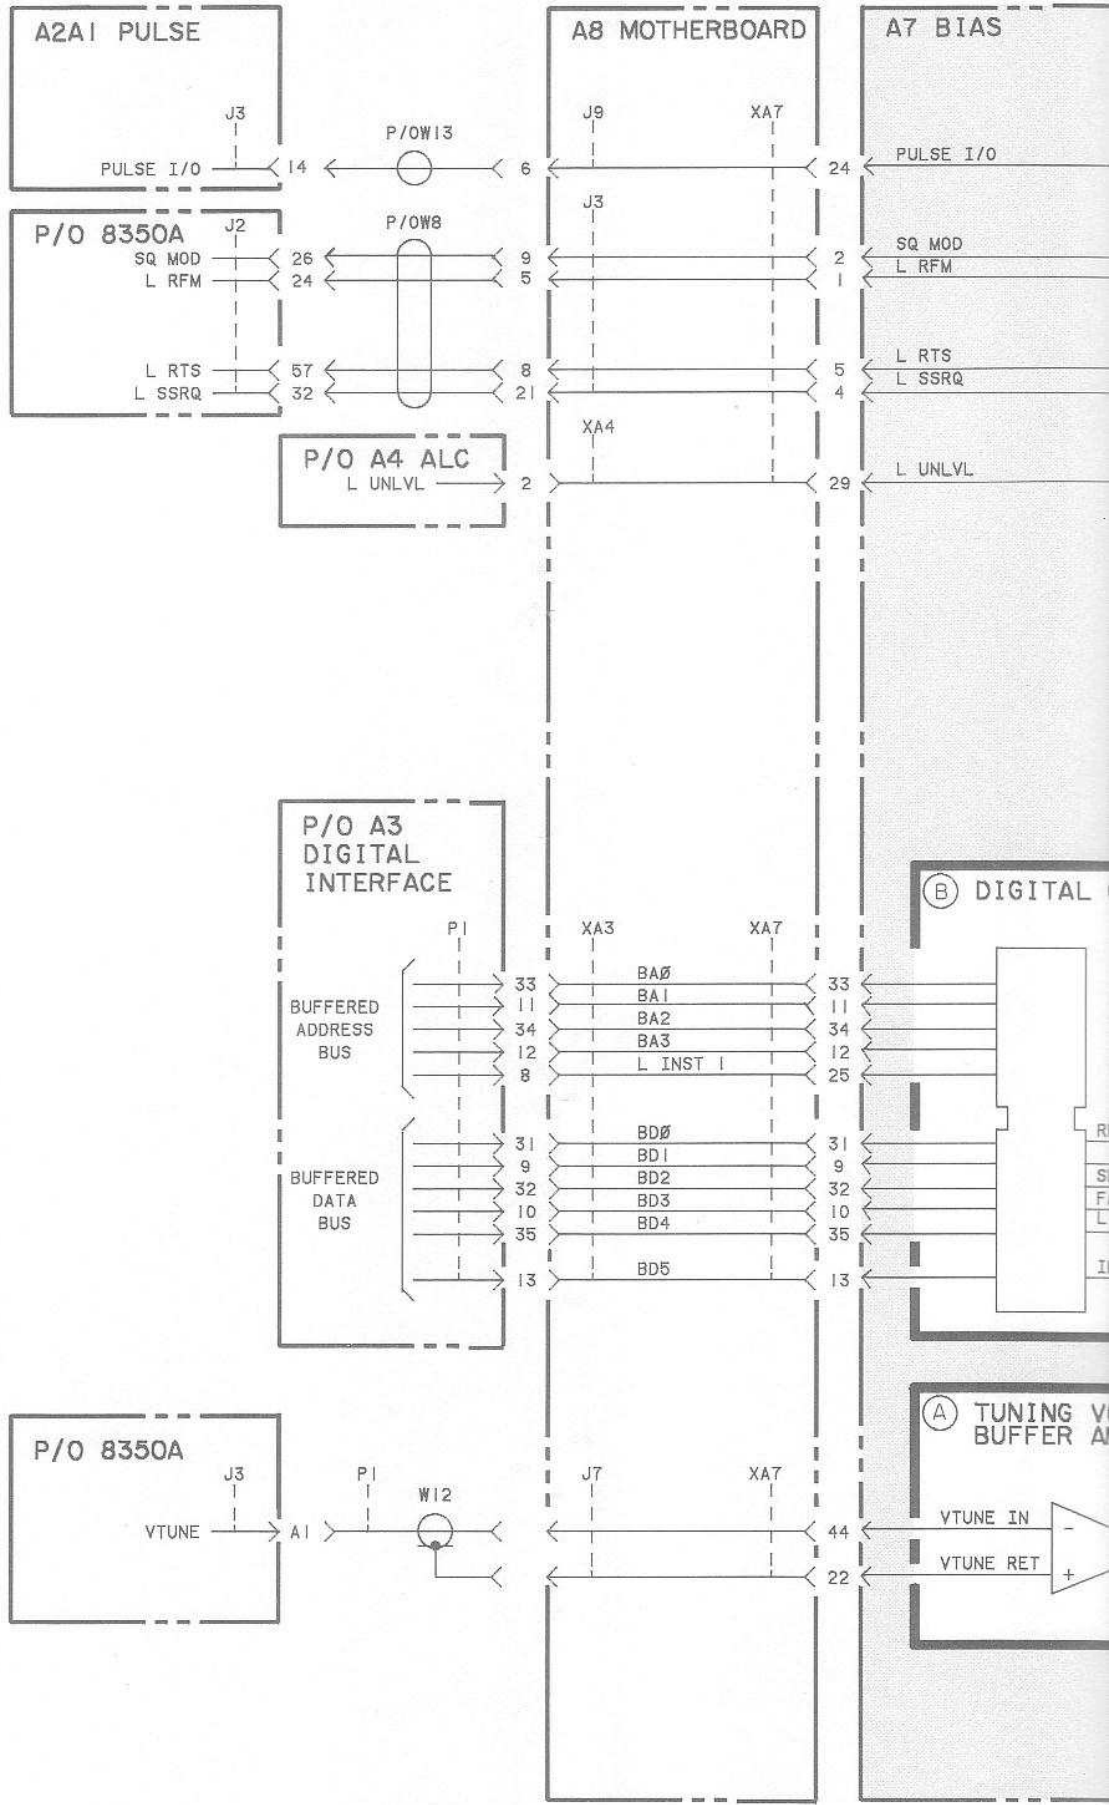 A2A1 PULSE
A8 MOTHERBOARD
A7 BIAS
J3
P/OW13
J9
XA7
PULSE I/O 14 6 24 PULSE I/O
P/O 8350A
J2
P/OW8
J3
SQ MOD 26 9 2 SQ MOD
L RFM 24 5 1 L RFM
L RTS 57 8 5 L RTS
L SSRQ 32 21 4 L SSRQ
XA4
P/O A4 ALC
L UNLVL 2 29 L UNLVL
P/O A3
DIGITAL
INTERFACE
B DIGITAL
P1
XA3
XA7
BUFFERED
ADDRESS
BUS
33 BAØ 33
11 BA1 11
34 BA2 34
12 BA3 12
8 L INST 1 25
BUFFERED
DATA
BUS
31 BDØ 31
9 BD1 9
32 BD2 32
10 BD3 10
35 BD4 35
13 BD5 13
L
A TUNING
BUFFER
P/O 8350A
J3
P1
W12
J7
XA7
VTUNE A1 44 VTUNE IN -
22 VTUNE RET +